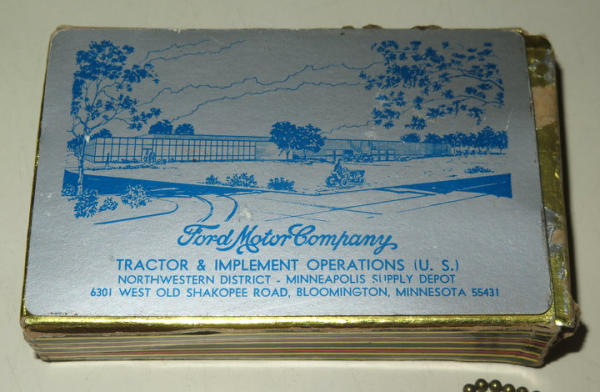 Ford Motor Company
TRACTOR & IMPLEMENT OPERATIONS (U. S.)
NORTHWESTERN DISTRICT - MINNEAPOLIS SUPPLY DEPOT
6301 WEST OLD SHAKOPEE ROAD, BLOOMINGTON, MINNESOTA 55431